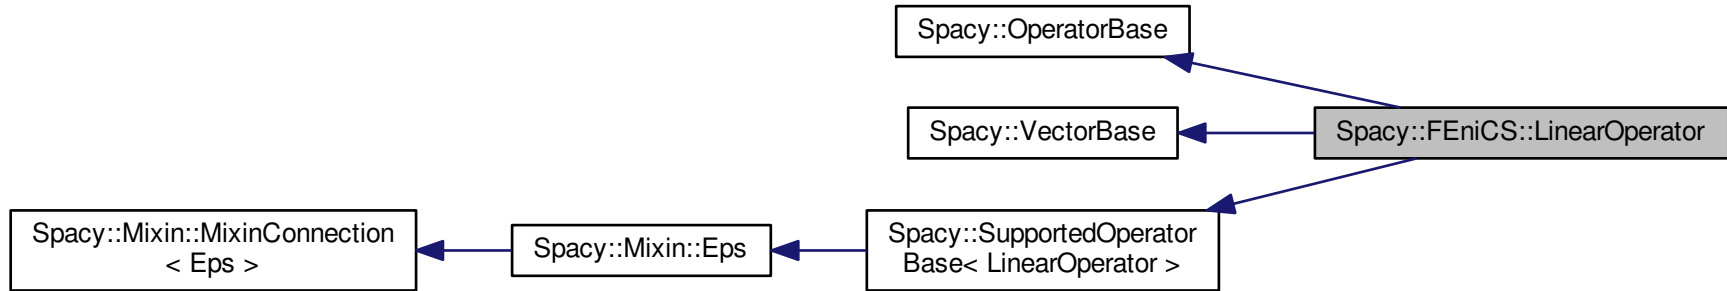 Spacy::OperatorBase
Spacy::VectorBase
Spacy::FEniCS::LinearOperator
Spacy::Mixin::MixinConnection
< Eps >
Spacy::Mixin::Eps
Spacy::SupportedOperator
Base< LinearOperator >